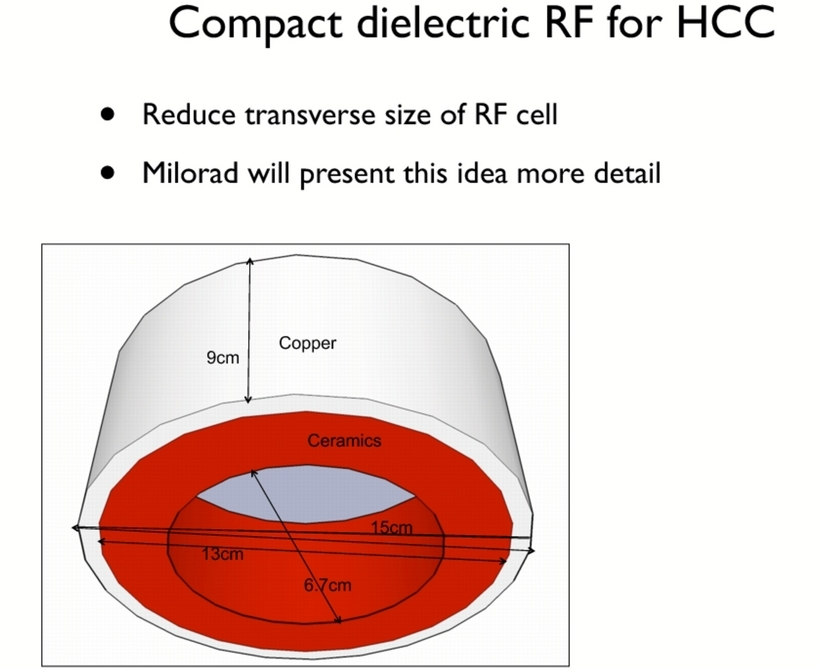 Compact dielectric RF for HCC
• Reduce transverse size of RF cell
• Milorad will present this idea more detail
Copper
9cm
Ceramics
15cm
13cm
6.7cm